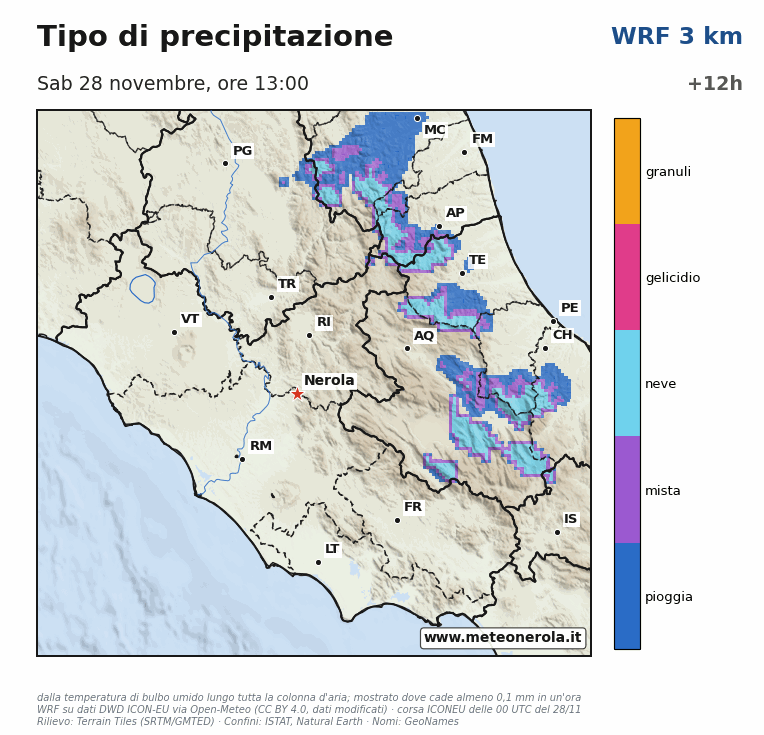 Tipo di precipitazione
WRF 3 km
Sab 28 novembre, ore 13:00
+12h
MC
FM
PG
AP
TE
TR
PE
VT
RI
AQ
CH
Nerola
RM
FR
IS
LT
www.meteonerola.it
granuli
gelicidio
neve
mista
pioggia
dalla temperatura di bulbo umido lungo tutta la colonna d'aria; mostrato dove cade almeno 0,1 mm in un'ora
WRF su dati DWD ICON-EU via Open-Meteo (CC BY 4.0, dati modificati) · corsa ICONEU delle 00 UTC del 28/11
Rilievo: Terrain Tiles (SRTM/GMTED) · Confini: ISTAT, Natural Earth · Nomi: GeoNames